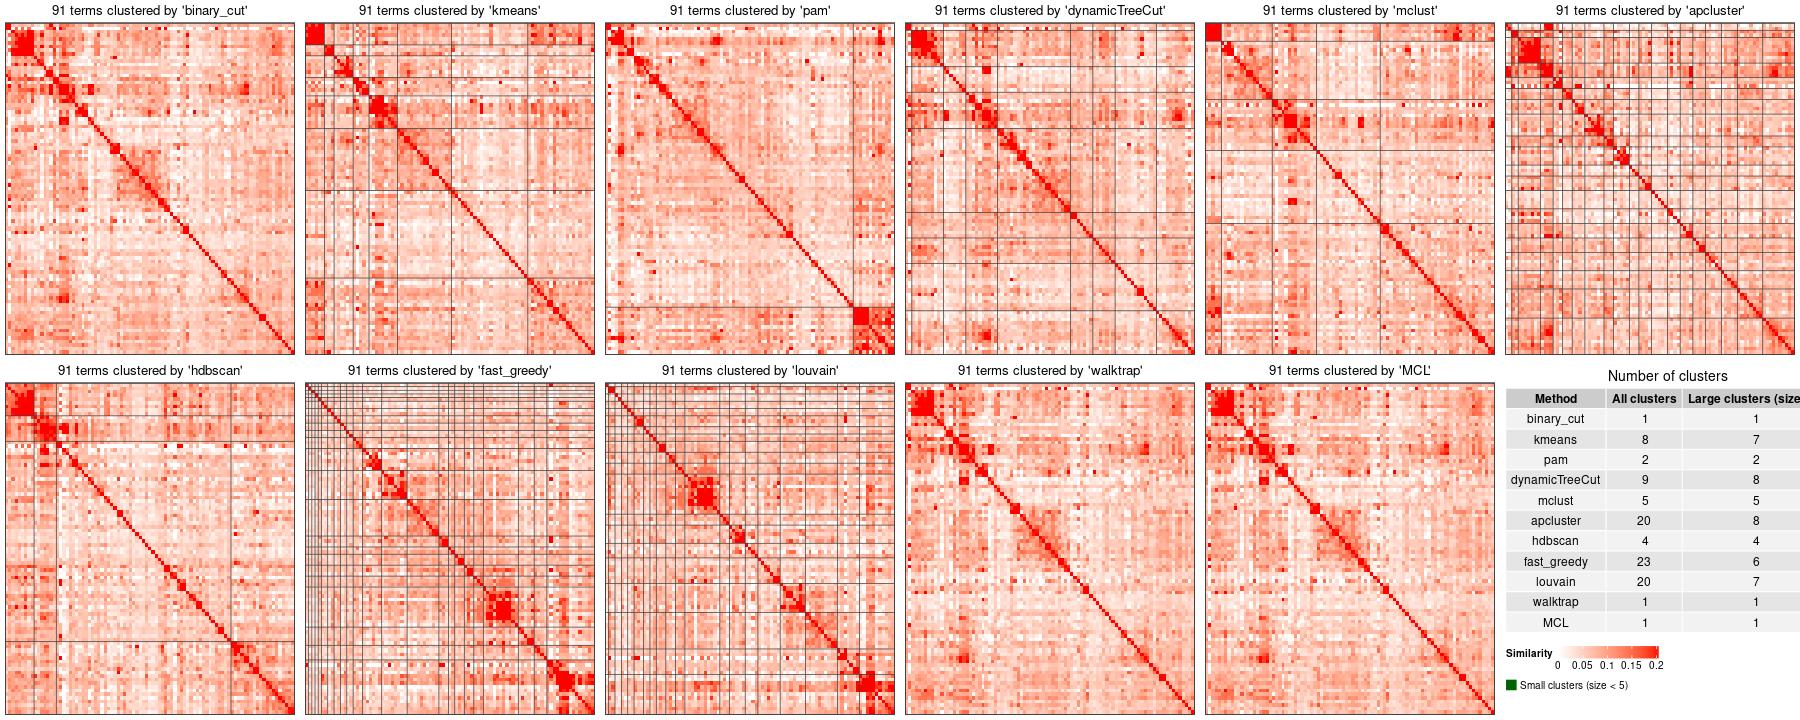 91 terms clustered by 'binary_cut'
91 terms clustered by 'kmeans'
91 terms clustered by 'pam'
91 terms clustered by 'dynamicTreeCut'
91 terms clustered by 'mclust'
91 terms clustered by 'apcluster'
91 terms clustered by 'hdbscan'
91 terms clustered by 'fast_greedy'
91 terms clustered by 'louvain'
91 terms clustered by 'walktrap'
91 terms clustered by 'MCL'
Number of clusters
Method All clusters Large clusters (size
binary_cut 1 1
kmeans 8 7
pam 2 2
dynamicTreeCut 9 8
mclust 5 5
apcluster 20 8
hdbscan 4 4
fast_greedy 23 6
louvain 20 7
walktrap 1 1
MCL 1 1
Similarity
0 0.05 0.1 0.15 0.2
Small clusters (size < 5)